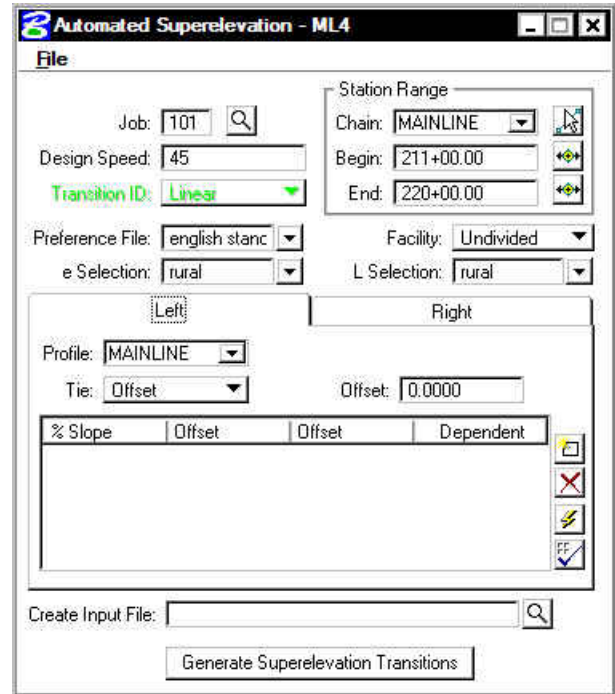 Automated Superelevation - ML4
File
Station Range
Job: 101
Chain: MAINLINE
Design Speed: 45
Begin: 211+00.00
Transition ID: Linear
End: 220+00.00
Preference File: english stanc
Facility: Undivided
e Selection: rural
L Selection: rural
Left
Right
Profile: MAINLINE
Tie: Offset
Offset: 0.0000
% Slope Offset Offset Dependent
FF
Create Input File:
Generate Superelevation Transitions